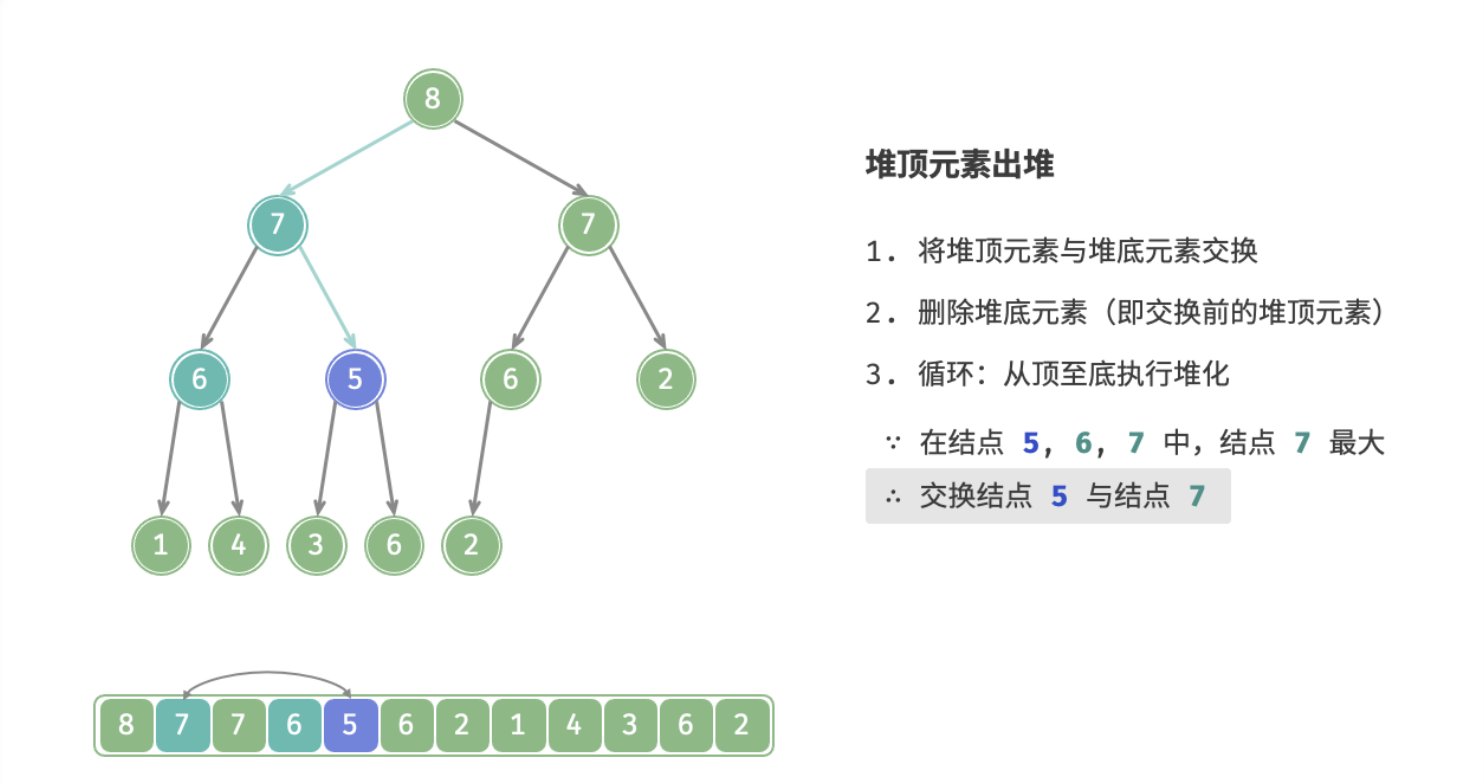 8
堆顶元素出堆
7 7
1. 将堆顶元素与堆底元素交换
2. 删除堆底元素（即交换前的堆顶元素）
6 5 6 2
3. 循环：从顶至底执行堆化
∵ 在结点 5, 6, 7 中，结点 7 最大
∴ 交换结点 5 与结点 7
1 4 3 6 2
8 7 7 6 5 6 2 1 4 3 6 2